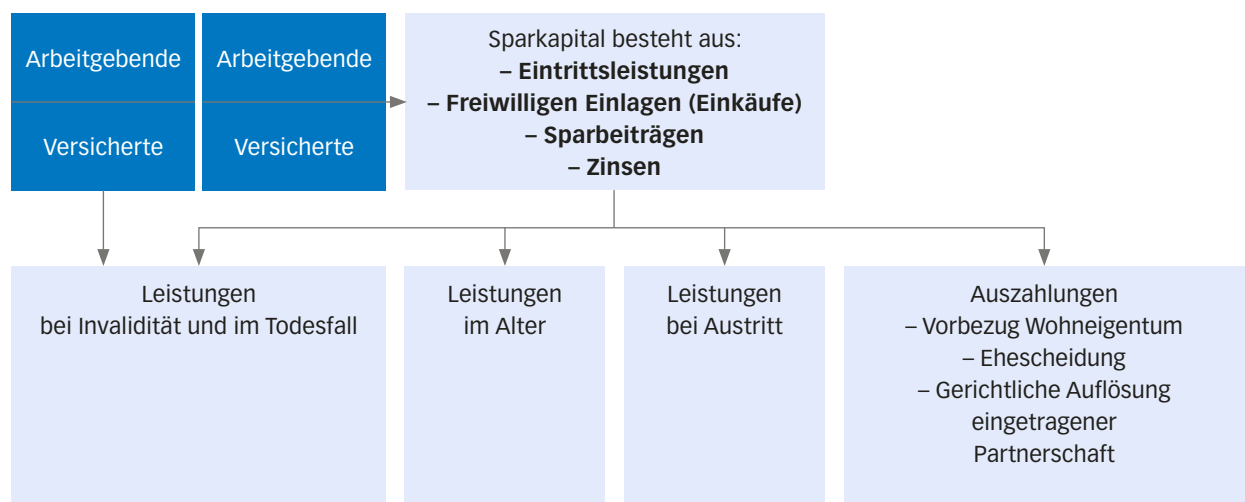 Arbeitgebende
Versicherte
Arbeitgebende
Versicherte
Sparkapital besteht aus:
– Eintrittsleistungen
– Freiwilligen Einlagen (Einkäufe)
– Sparbeiträgen
– Zinsen
Leistungen
bei Invalidität und im Todesfall
Leistungen
im Alter
Leistungen
bei Austritt
Auszahlungen
– Vorbezug Wohneigentum
– Ehescheidung
– Gerichtliche Auflösung
eingetragener
Partnerschaft